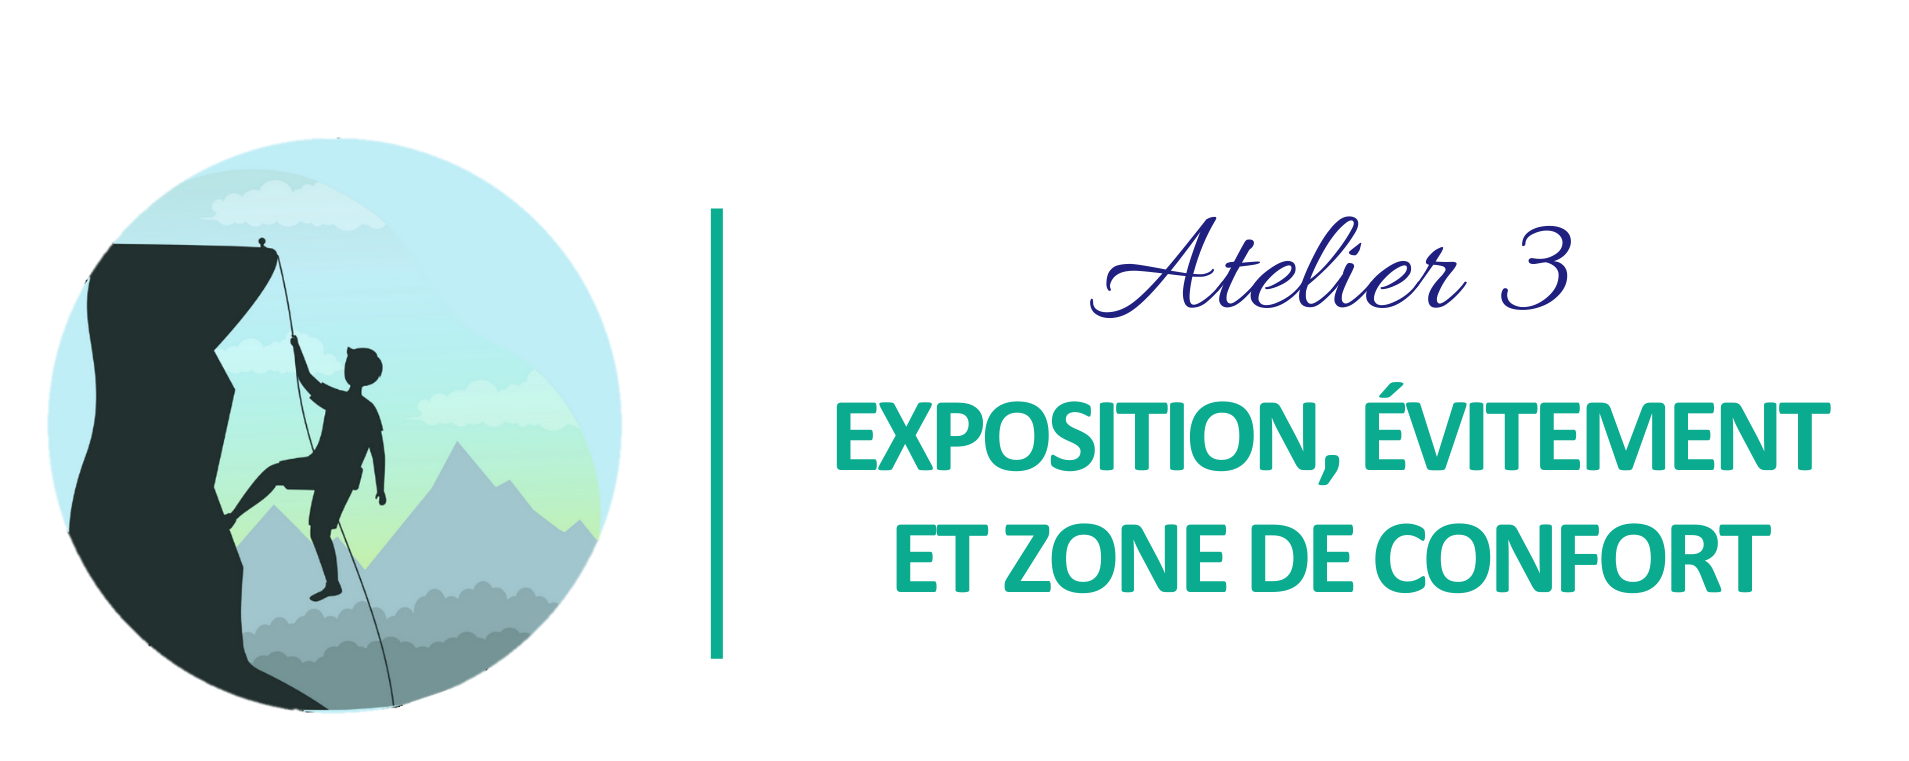 Atelier 3
EXPOSITION, ÉVITEMENT
ET ZONE DE CONFORT